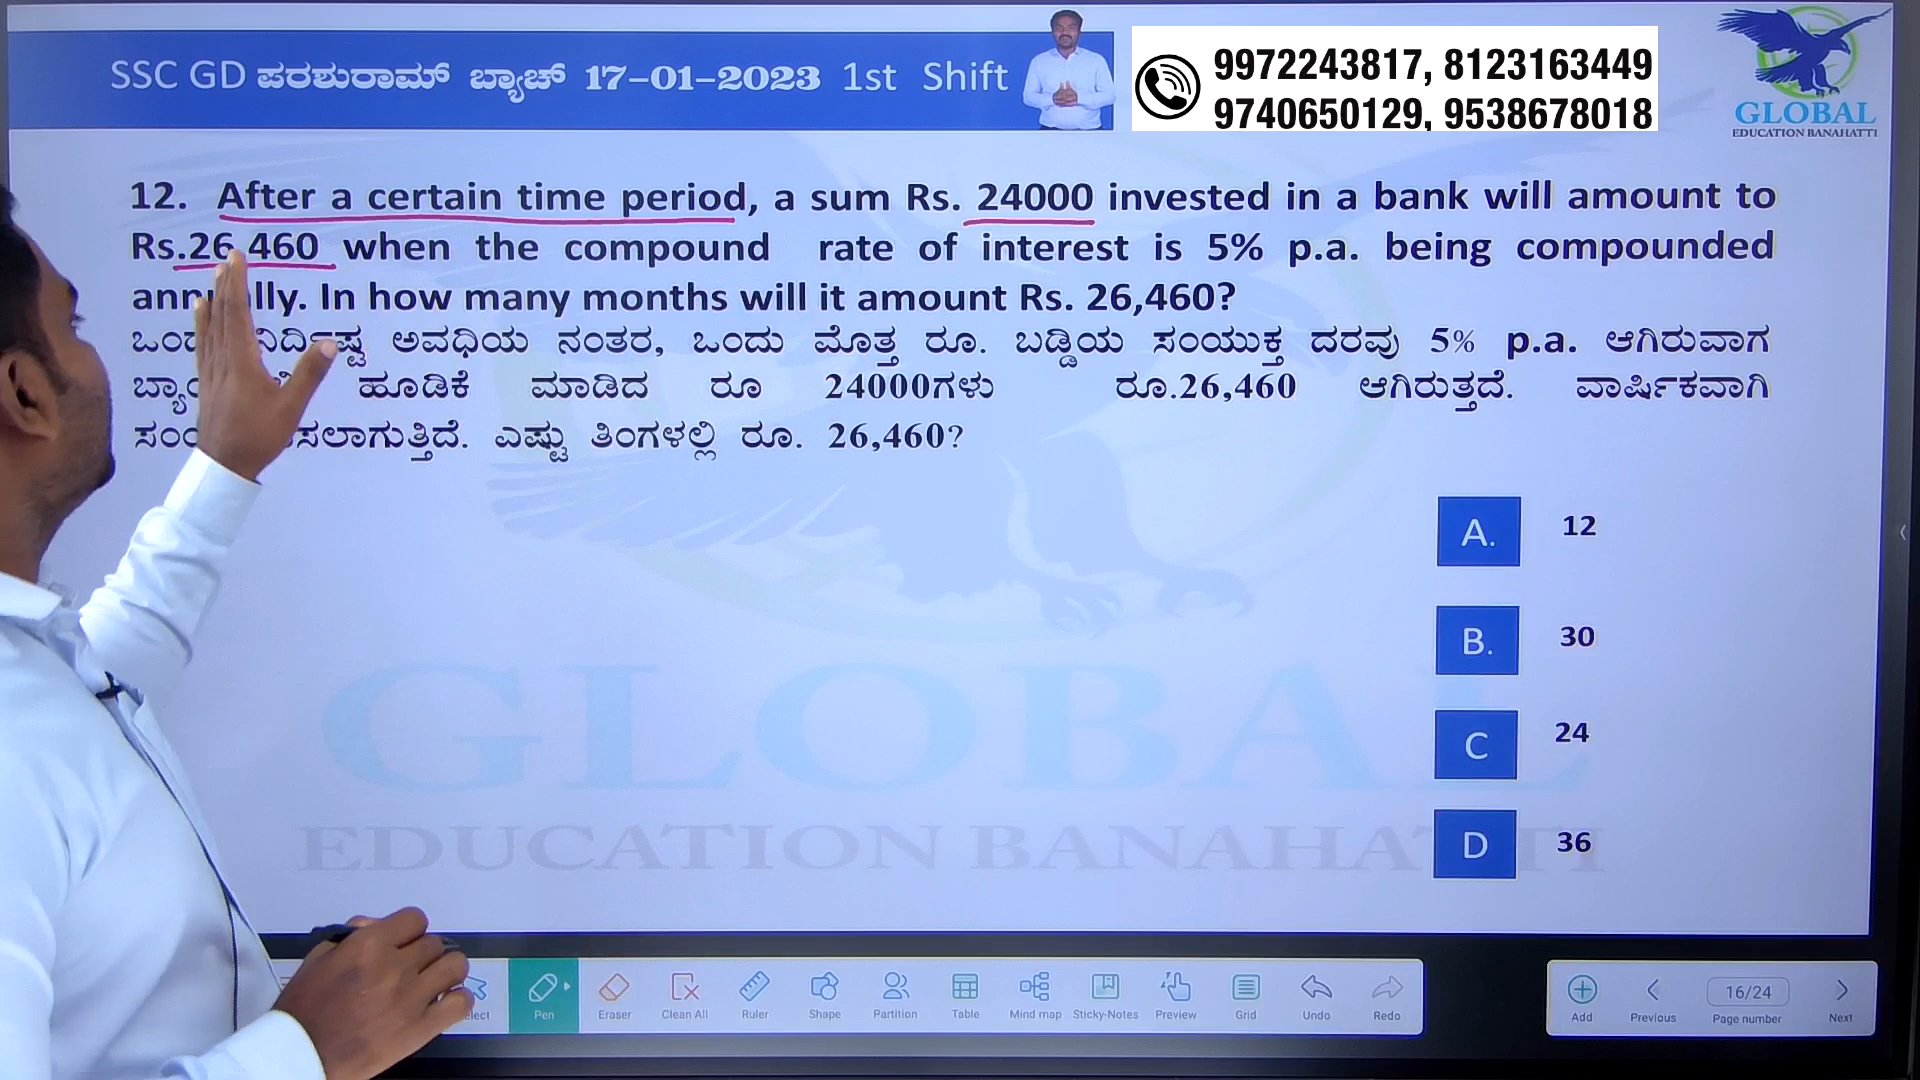 SSC GD ಪರಶುರಾಮ್ ಬ್ಯಾಚ್ 17-01-2023 1st Shift
9972243817, 8123163449
9740650129, 9538678018
GLOBAL
EDUCATION BANAHATTI
12. After a certain time period, a sum Rs. 24000 invested in a bank will amount to
Rs.26,460 when the compound rate of interest is 5% p.a. being compounded
In how many months will it amount Rs. 26,460?
ಅವಧಿಯ ನಂತರ, ಒಂದು ಮೊತ್ತ ರೂ. ಬಡ್ಡಿಯ ಸಂಯುಕ್ತ ದರವು 5% p.a. ಆಗಿರುವಾಗ
ಹೂಡಿಕೆ ಮಾಡಿದ ರೂ 24000ಗಳು ರೂ.26,460 ಆಗಿರುತ್ತದೆ. ವಾರ್ಷಿಕವಾಗಿ
ಎಷ್ಟು ತಿಂಗಳಲ್ಲಿ ರೂ. 26,460?
A. 12
B. 30
C 24
D 36
GLOBAL
EDUCATION BANAHATTI
Pen Eraser Clean All Ruler Shape Partition Table Mind map Sticky-Notes Preview Grid Undo Redo
Add Previous 16/24 Page number Next